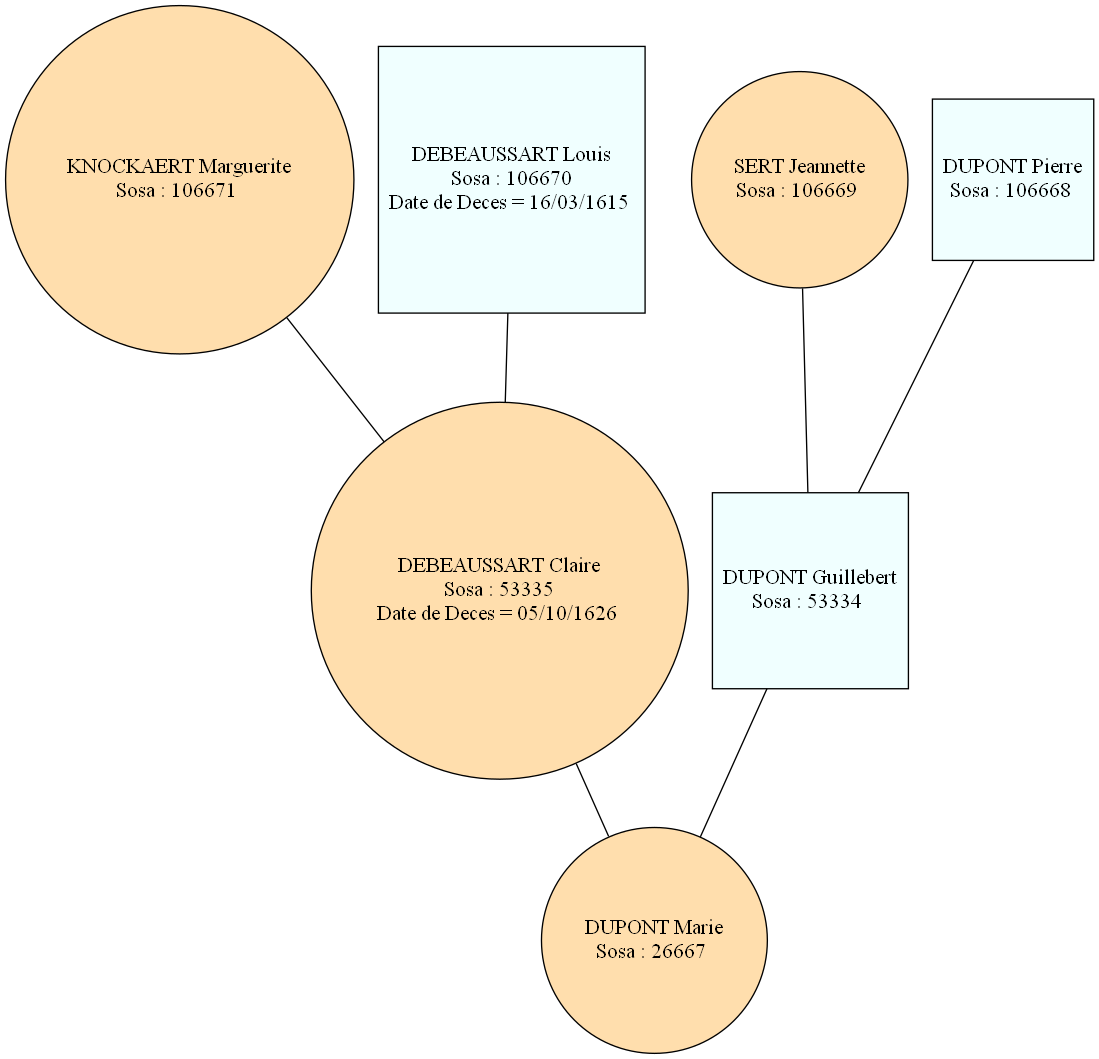 KNOCKAERT Marguerite
Sosa : 106671
DEBEAUSSART Louis
Sosa : 106670
Date de Deces = 16/03/1615
SERT Jeannette
Sosa : 106669
DUPONT Pierre
Sosa : 106668
DEBEAUSSART Claire
Sosa : 53335
Date de Deces = 05/10/1626
DUPONT Guillebert
Sosa : 53334
DUPONT Marie
Sosa : 26667